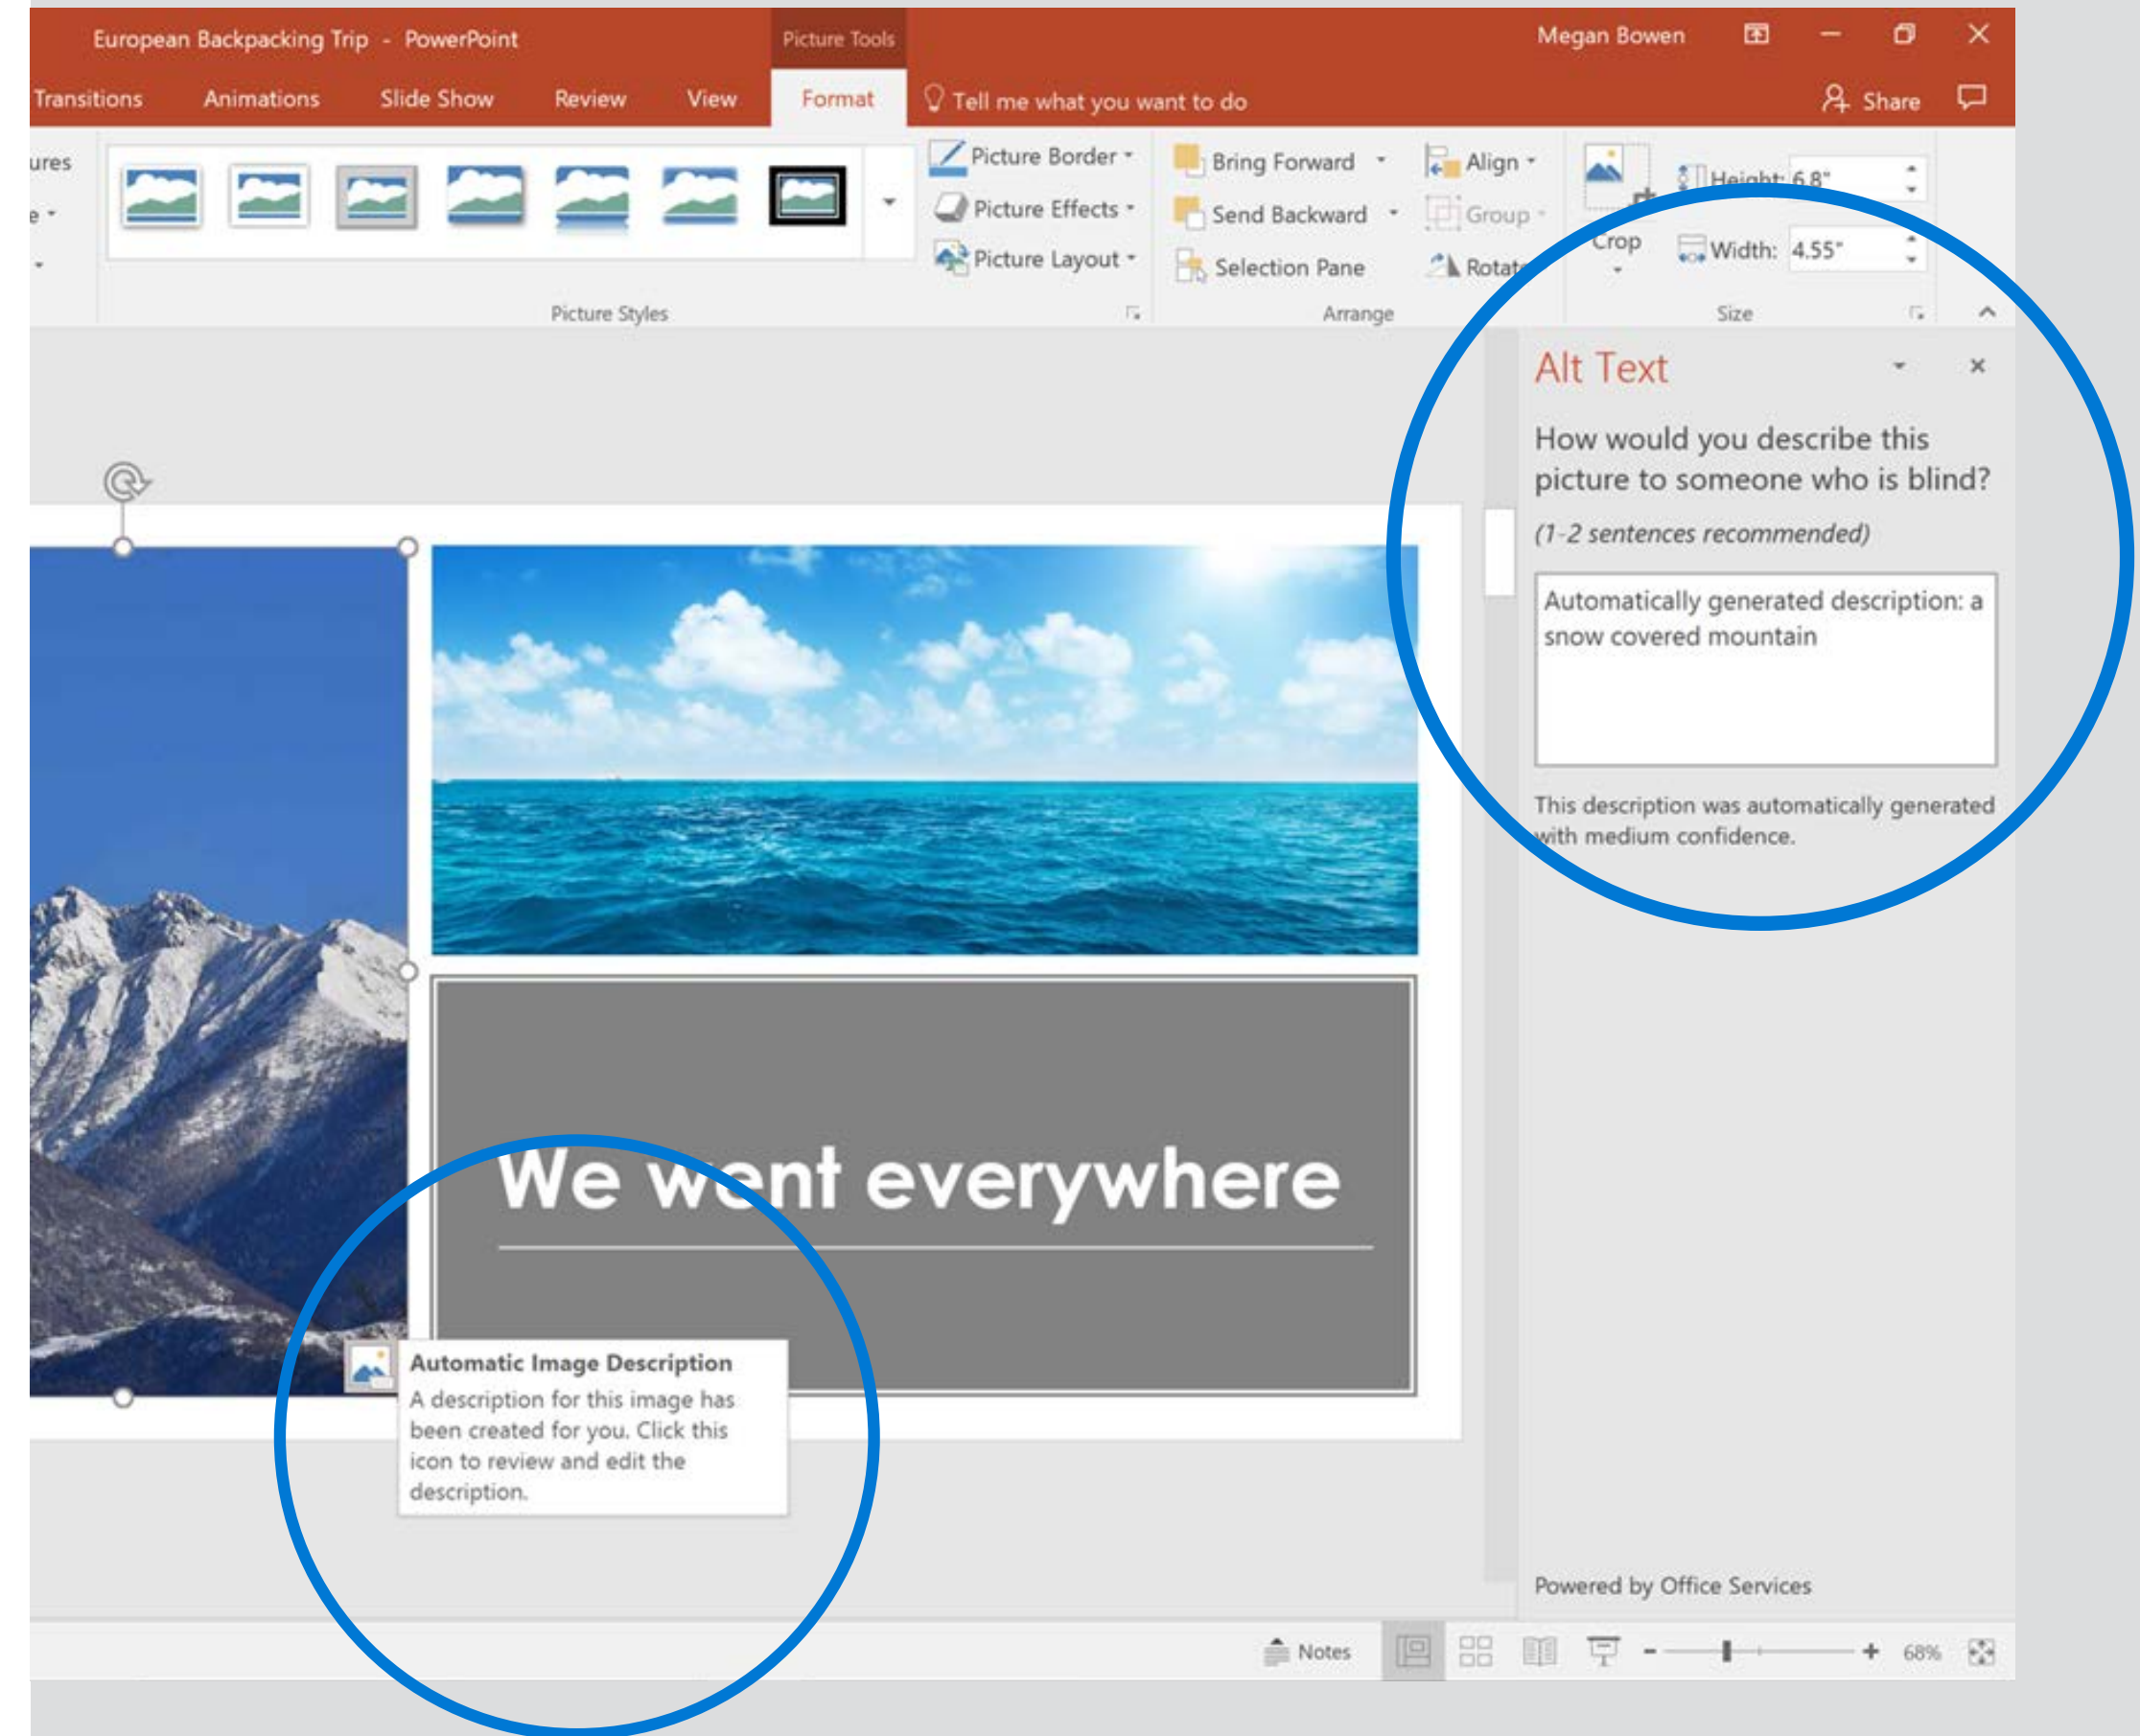 European Backpacking Trip - PowerPoint
Picture Tools
Megan Bowen
Transitions Animations Slide Show Review View Format Tell me what you want to do Share
ures
e
Picture Border
Picture Effects
Picture Layout
Picture Styles
Bring Forward
Send Backward
Selection Pane
Align
Group
Rotate
Arrange
Crop
Height: 6.8"
Width: 4.55"
Size
Alt Text
How would you describe this
picture to someone who is blind?
(1-2 sentences recommended)
Automatically generated description: a
snow covered mountain
This description was automatically generated
with medium confidence.
We went everywhere
Automatic Image Description
A description for this image has
been created for you. Click this
icon to review and edit the
description.
Powered by Office Services
Notes
68%